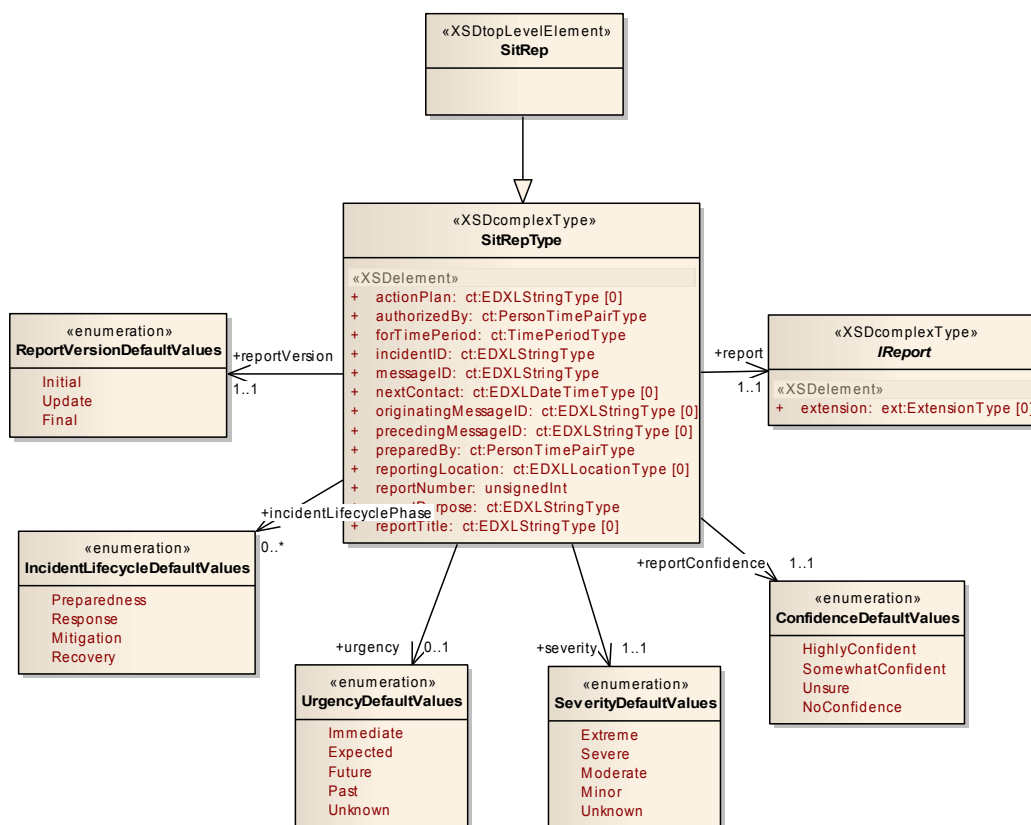 «XSDtopLevelElement»
SitRep
«XSDcomplexType»
SitRepType
«XSDelement»
+ actionPlan: ct:EDXLStringType [0]
+ authorizedBy: ct:PersonTimePairType
+ forTimePeriod: ct:TimePeriodType
+ incidentID: ct:EDXLStringType
+ messageID: ct:EDXLStringType
+ nextContact: ct:EDXLDateTimeType [0]
+ originatingMessageID: ct:EDXLStringType [0]
+ precedingMessageID: ct:EDXLStringType [0]
+ preparedBy: ct:PersonTimePairType
+ reportingLocation: ct:EDXLLocationType [0]
+ reportNumber: unsignedInt
ct:EDXLStringType
+ reportTitle: ct:EDXLStringType [0]
«enumeration»
ReportVersionDefaultValues
Initial
Update
Final
+reportVersion
1..1
«XSDcomplexType»
IReport
«XSDelement»
+ extension: ext:ExtensionType [0]
+report
1..1
+incidentLifecyclePhase
0..*
«enumeration»
IncidentLifecycleDefaultValues
Preparedness
Response
Mitigation
Recovery
+urgency
0..1
«enumeration»
UrgencyDefaultValues
Immediate
Expected
Future
Past
Unknown
+severity
1..1
«enumeration»
SeverityDefaultValues
Extreme
Severe
Moderate
Minor
Unknown
+reportConfidence
1..1
«enumeration»
ConfidenceDefaultValues
HighlyConfident
SomewhatConfident
Unsure
NoConfidence